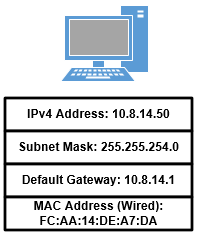 IPv4 Address: 10.8.14.50
Subnet Mask: 255.255.254.0
Default Gateway: 10.8.14.1
MAC Address (Wired):
FC:AA:14:DE:A7:DA